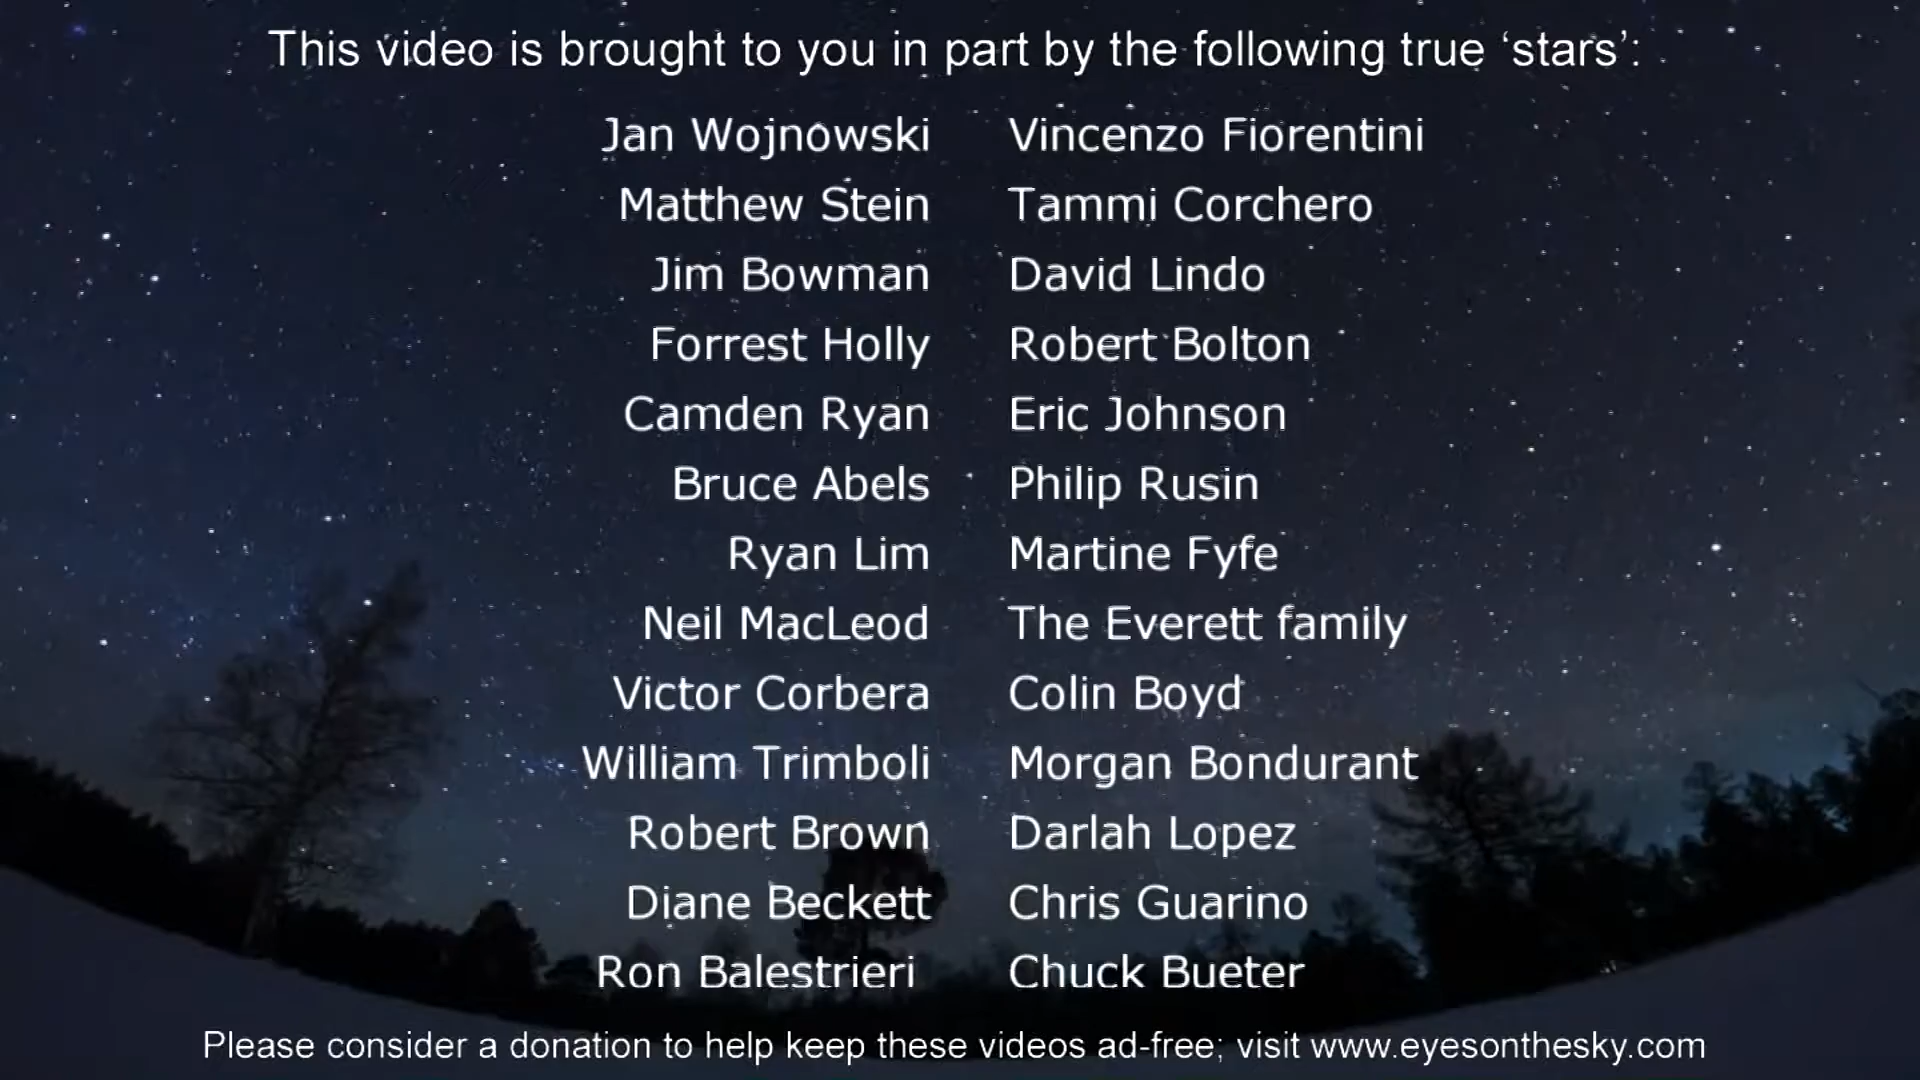 This video is brought to you in part by the following true ‘stars’:
Jan Wojnowski Vincenzo Fiorentini
Matthew Stein Tammi Corchero
Jim Bowman David Lindo
Forrest Holly Robert Bolton
Camden Ryan Eric Johnson
Bruce Abels Philip Rusin
Ryan Lim Martine Fyfe
Neil MacLeod The Everett family
Victor Corbera Colin Boyd
William Trimboli Morgan Bondurant
Robert Brown Darlah Lopez
Diane Beckett Chris Guarino
Ron Balestrieri Chuck Bueter
Please consider a donation to help keep these videos ad-free; visit www.eyesonthesky.com